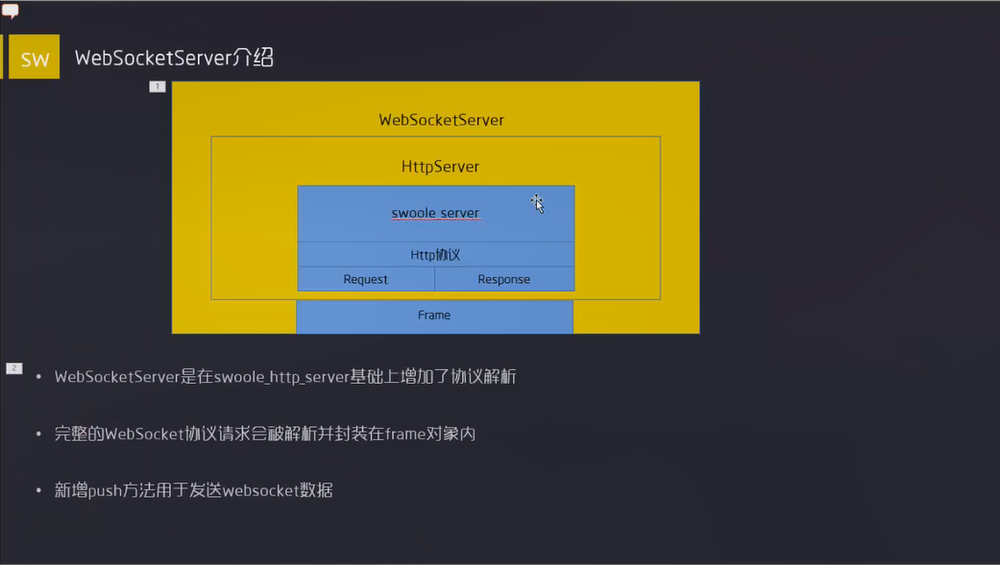 SW
WebSocketServer介绍
1
WebSocketServer
HttpServer
swoole server
Http协议
Request
Response
Frame
2
• WebSocketServer是在swoole_http_server基础上增加了协议解析
• 完整的WebSocket协议请求会被解析并封装在frame对象内
• 新增push方法用于发送websocket数据